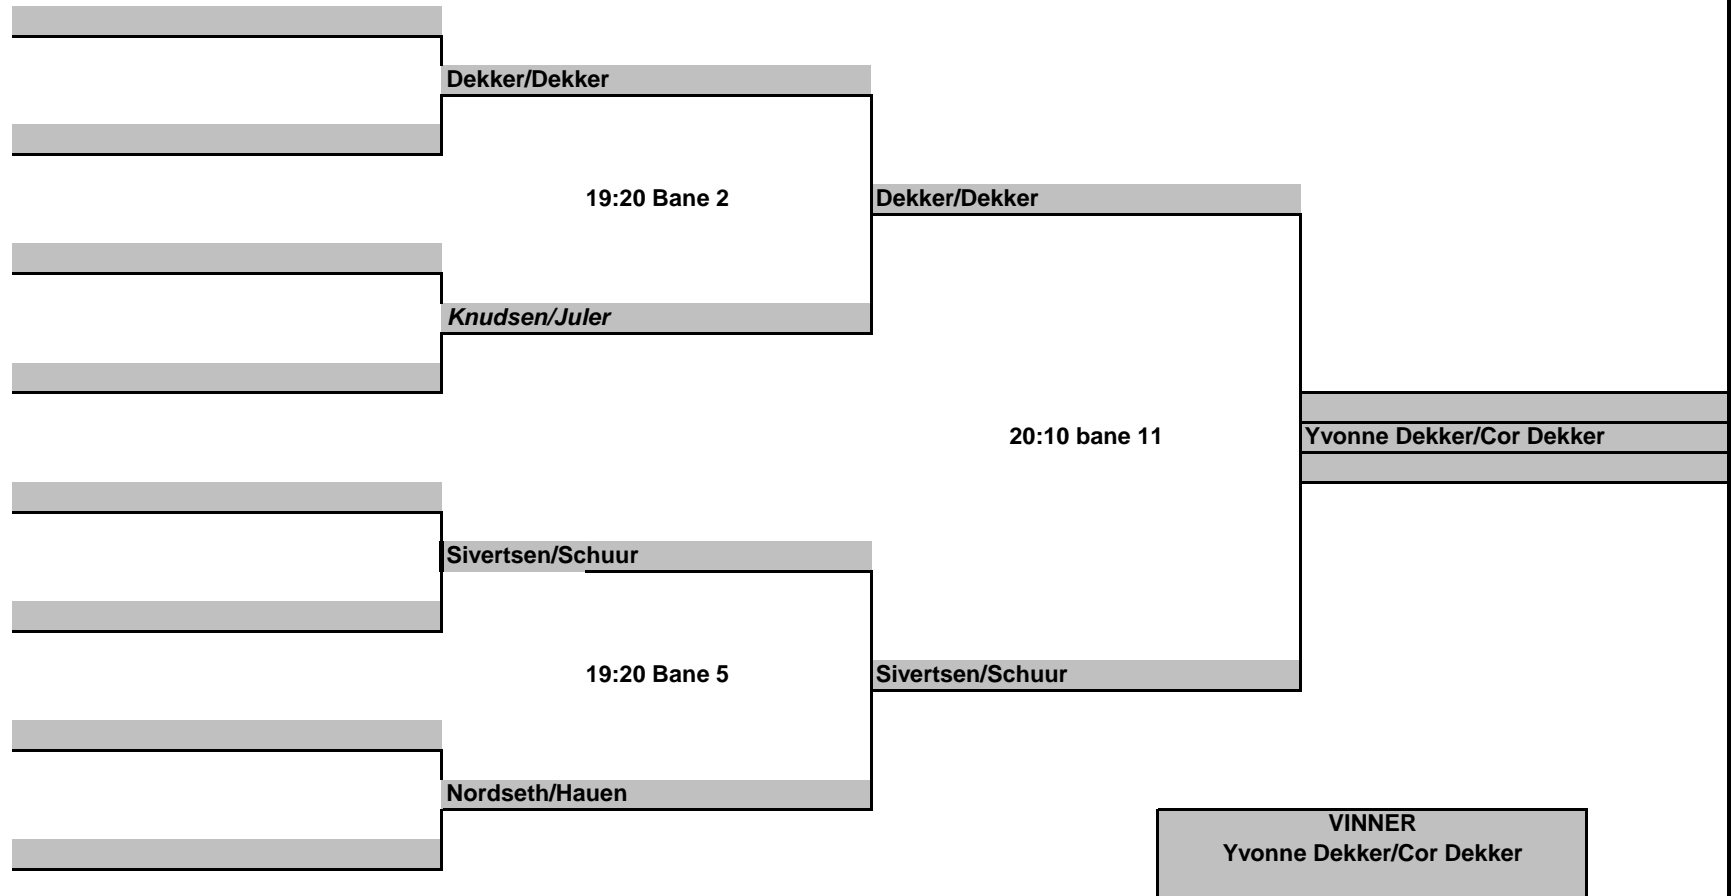 Dekker/Dekker
19:20 Bane 2
Dekker/Dekker
Knudsen/Juler
20:10 bane 11
Yvonne Dekker/Cor Dekker
Sivertsen/Schuur
19:20 Bane 5
Sivertsen/Schuur
Nordseth/Hauen
VINNER
Yvonne Dekker/Cor Dekker